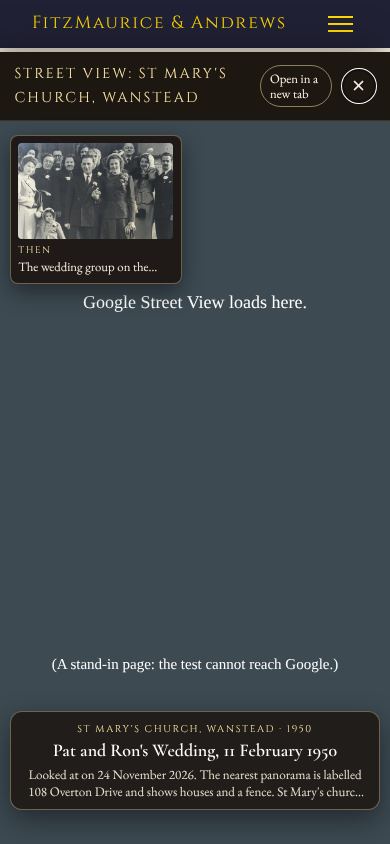 FitzMaurice & Andrews
STREET VIEW: ST MARY'S
CHURCH, WANSTEAD
Open in a
new tab
THEN
The wedding group on the...
Google Street View loads here.
(A stand-in page: the test cannot reach Google.)
ST MARY'S CHURCH, WANSTEAD · 1950
Pat and Ron's Wedding, 11 February 1950
Looked at on 24 November 2026. The nearest panorama is labelled
108 Overton Drive and shows houses and a fence. St Mary's churc...